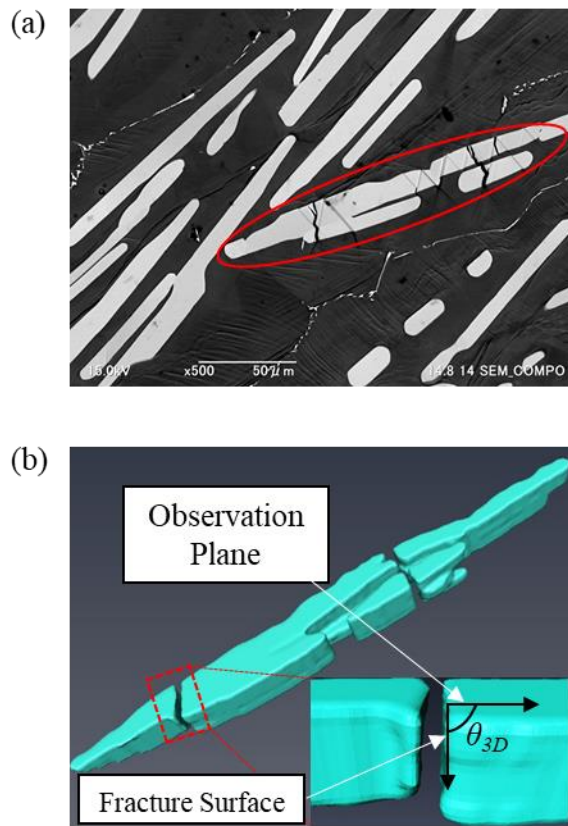 (a)
15.0kV x500 50μm 14.8 14 SEM_COMPO
(b)
Observation
Plane
θ3D
Fracture Surface